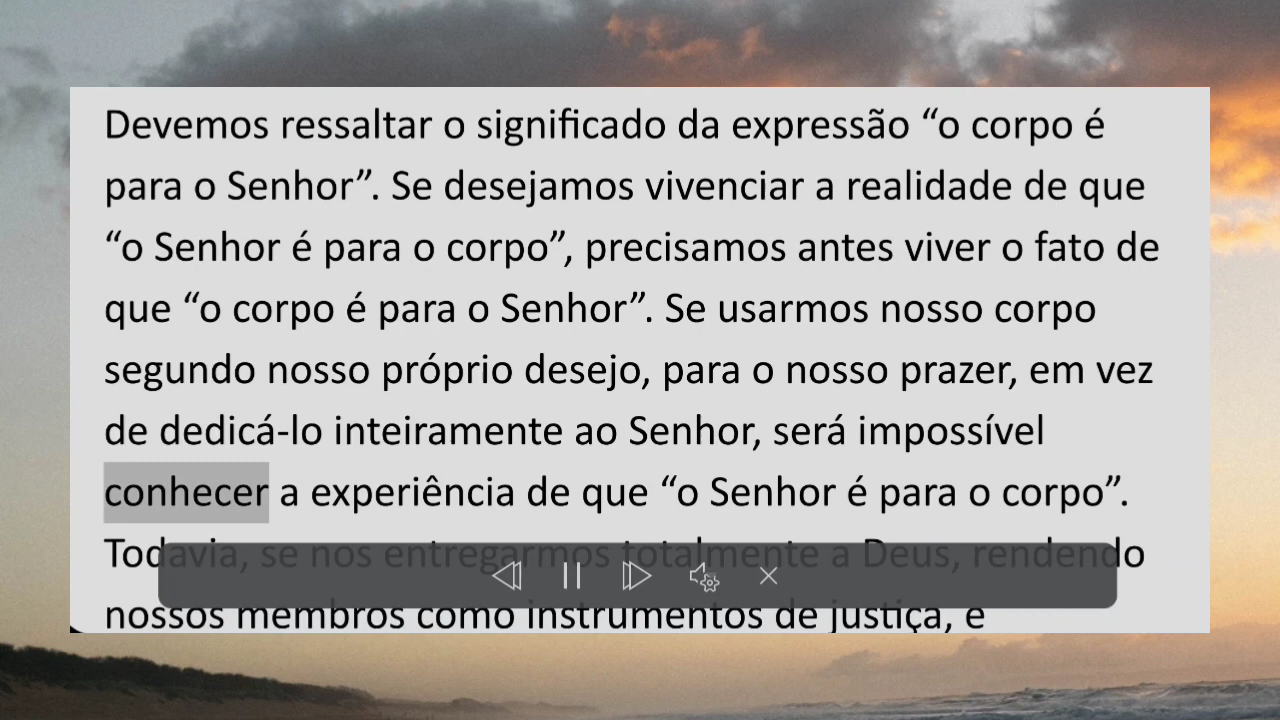 Devemos ressaltar o significado da expressão “o corpo é
para o Senhor”. Se desejamos vivenciar a realidade de que
“o Senhor é para o corpo”, precisamos antes viver o fato de
que “o corpo é para o Senhor”. Se usarmos nosso corpo
segundo nosso próprio desejo, para o nosso prazer, em vez
de dedicá-lo inteiramente ao Senhor, será impossível
conhecer a experiência de que “o Senhor é para o corpo”.
Todavia, se nos entregarmos totalmente a Deus, rendendo
nossos membros como instrumentos de justiça, e